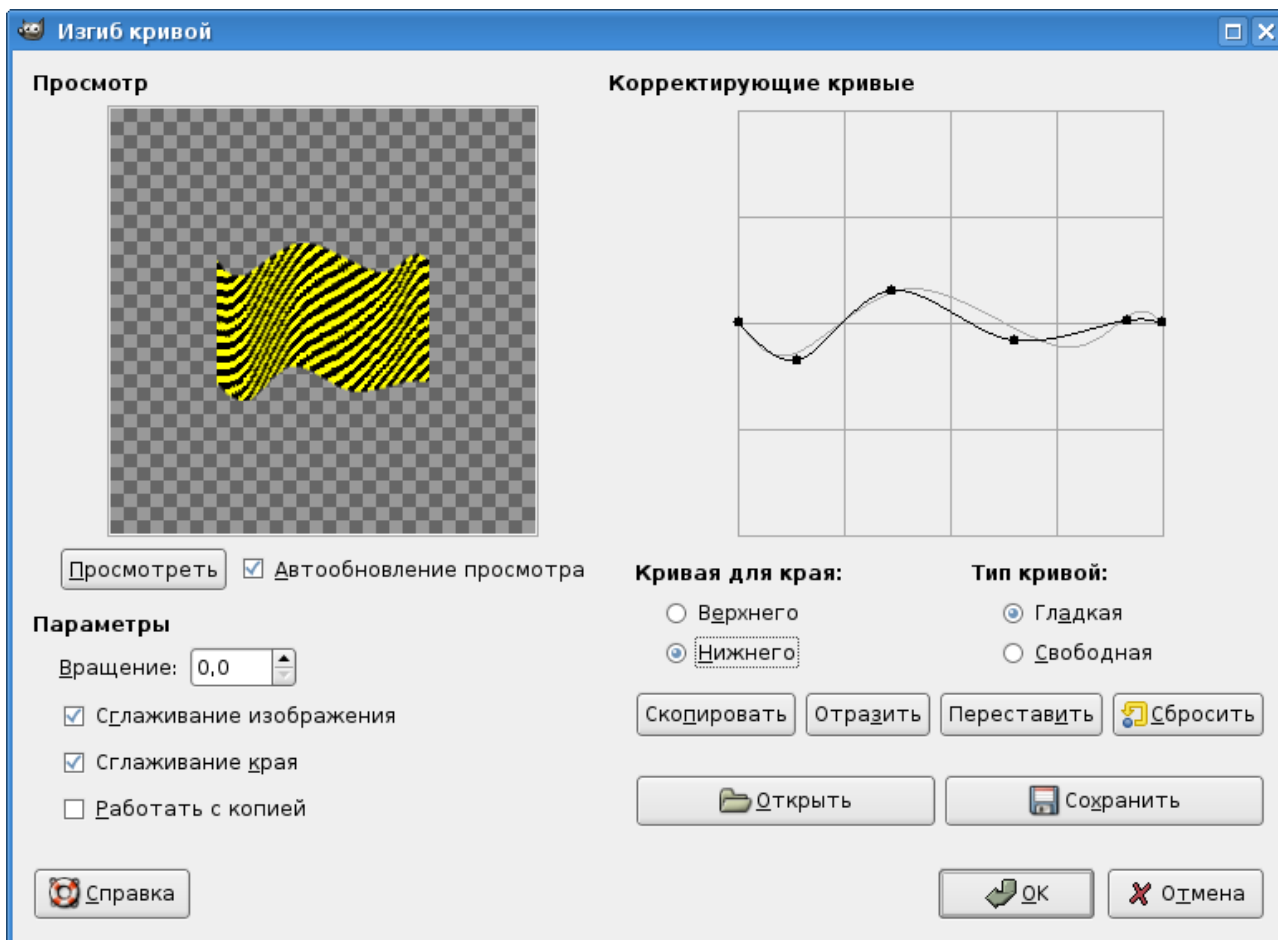 Изгиб кривой
Просмотр
Корректирующие кривые
Просмотреть
Автообновление просмотра
Кривая для края:
Тип кривой:
Верхнего
Гладкая
Нижнего
Свободная
Параметры
Вращение: 0,0
Сглаживание изображения
Сглаживание края
Работать с копией
Скопировать
Отразить
Переставить
Сбросить
Открыть
Сохранить
Справка
OK
Отмена